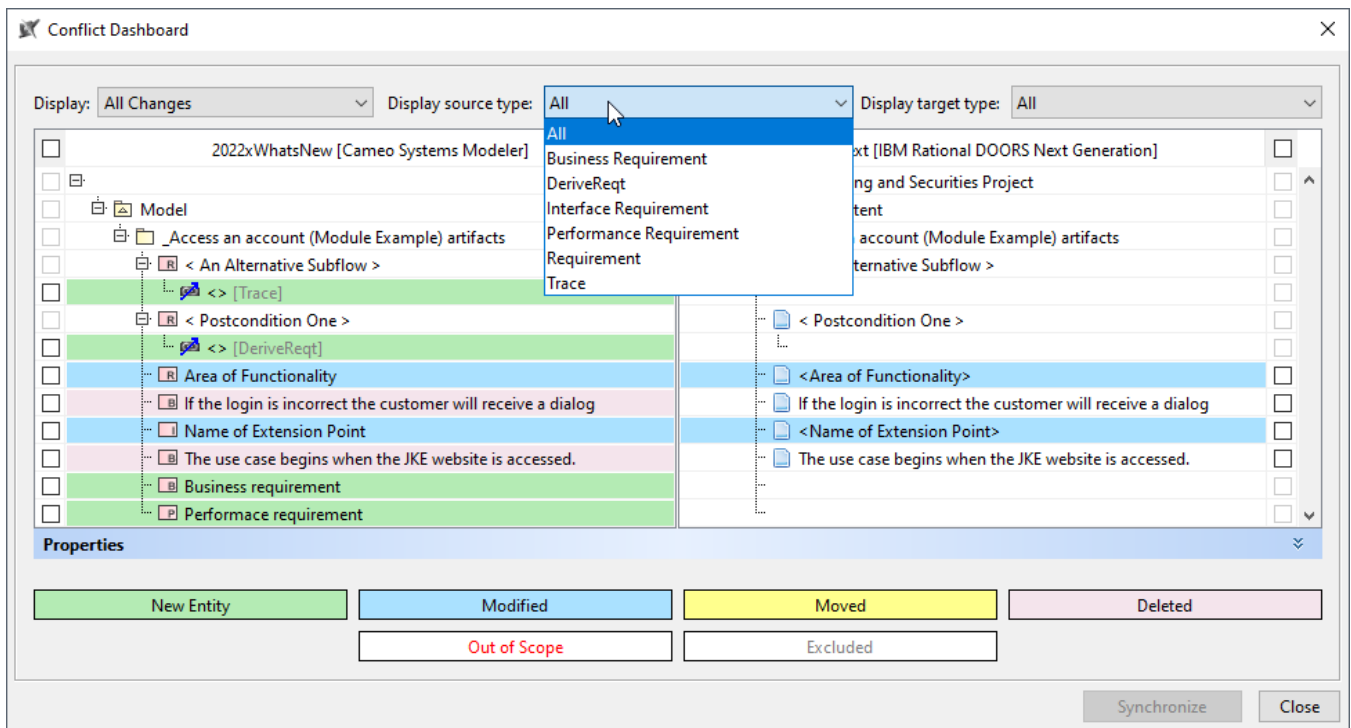 Conflict Dashboard
Display: All Changes Display source type: All Display target type: All
All
Business Requirement
DeriveReqt
Interface Requirement
Performance Requirement
Requirement
Trace
2022xWhatsNew [Cameo Systems Modeler] xt [IBM Rational DOORS Next Generation]
ng and Securities Project
Model tent
_Access an account (Module Example) artifacts account (Module Example) artifacts
< An Alternative Subflow > ternative Subflow >
<> [Trace]
< Postcondition One > < Postcondition One >
<> [DeriveReqt]
R Area of Functionality <Area of Functionality>
B If the login is incorrect the customer will receive a dialog If the login is incorrect the customer will receive a dialog
I Name of Extension Point <Name of Extension Point>
B The use case begins when the JKE website is accessed. The use case begins when the JKE website is accessed.
B Business requirement
P Performace requirement
Properties
New Entity Modified Moved Deleted
Out of Scope Excluded
Synchronize Close